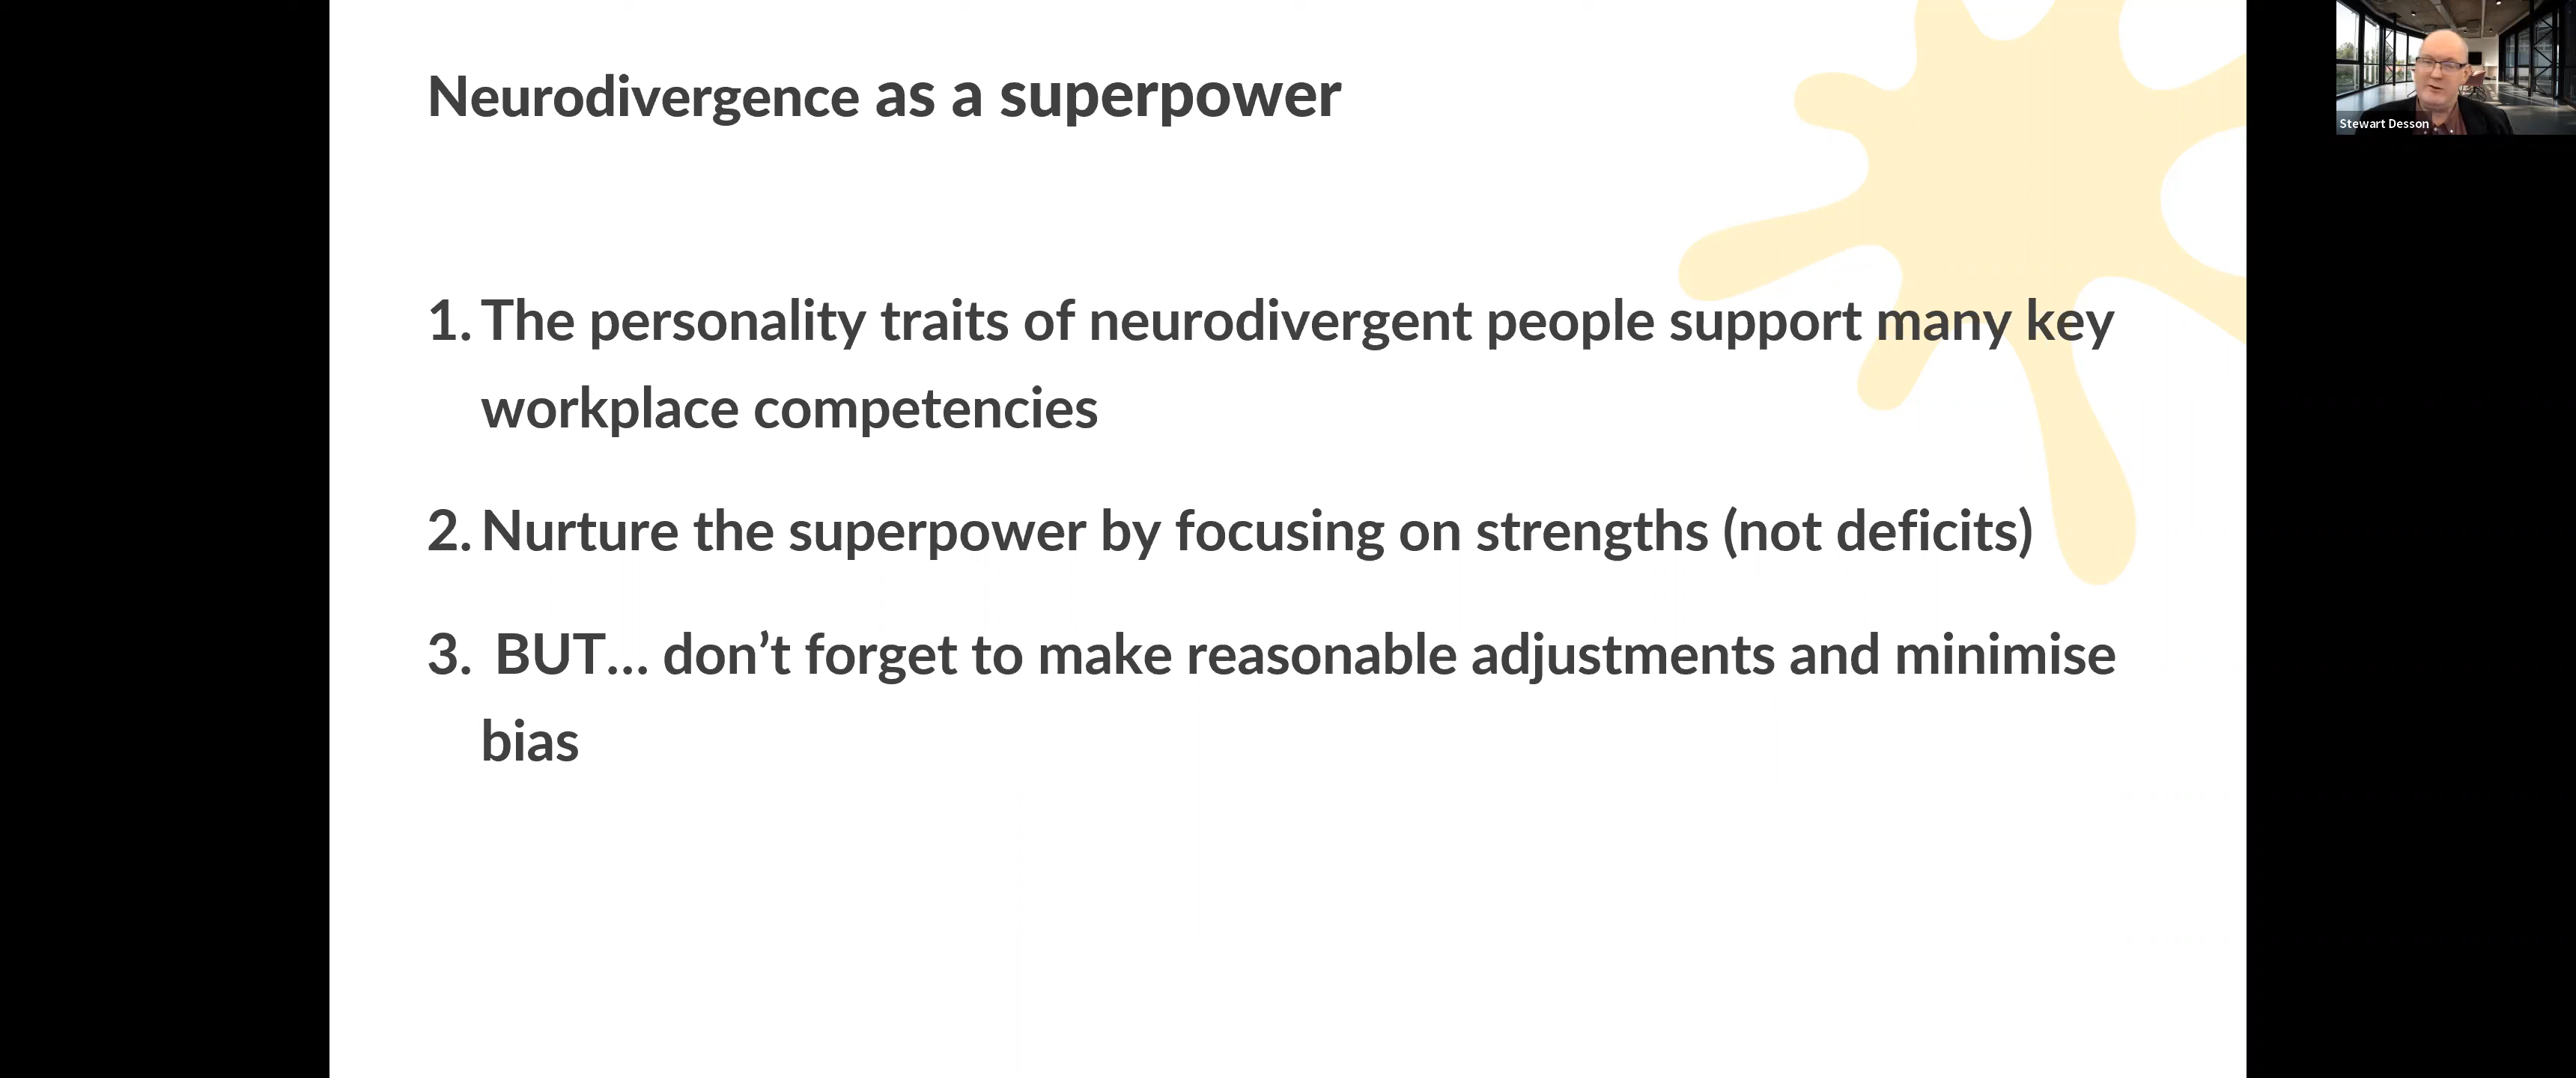 Neurodivergence as a superpower
1. The personality traits of neurodivergent people support many key
workplace competencies
2. Nurture the superpower by focusing on strengths (not deficits)
3. BUT... don’t forget to make reasonable adjustments and minimise
bias
Stewart Desson